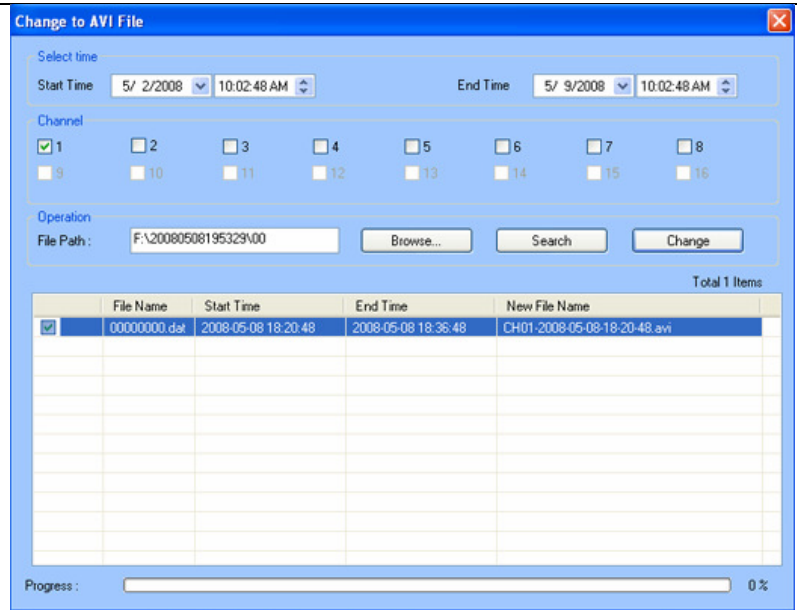 Change to AVI File
Select time
Start Time 5/ 2/2008 10:02:48 AM End Time 5/ 9/2008 10:02:48 AM
Channel
1 2 3 4 5 6 7 8
9 10 11 12 13 14 15 16
Operation
File Path : F:\20080508195329\00 Browse... Search Change
Total 1 Items
File Name Start Time End Time New File Name
00000000.dat 2008-05-08 18:20:48 2008-05-08 18:36:48 CH01-2008-05-08-18-20-48.avi
Progress : 0 %